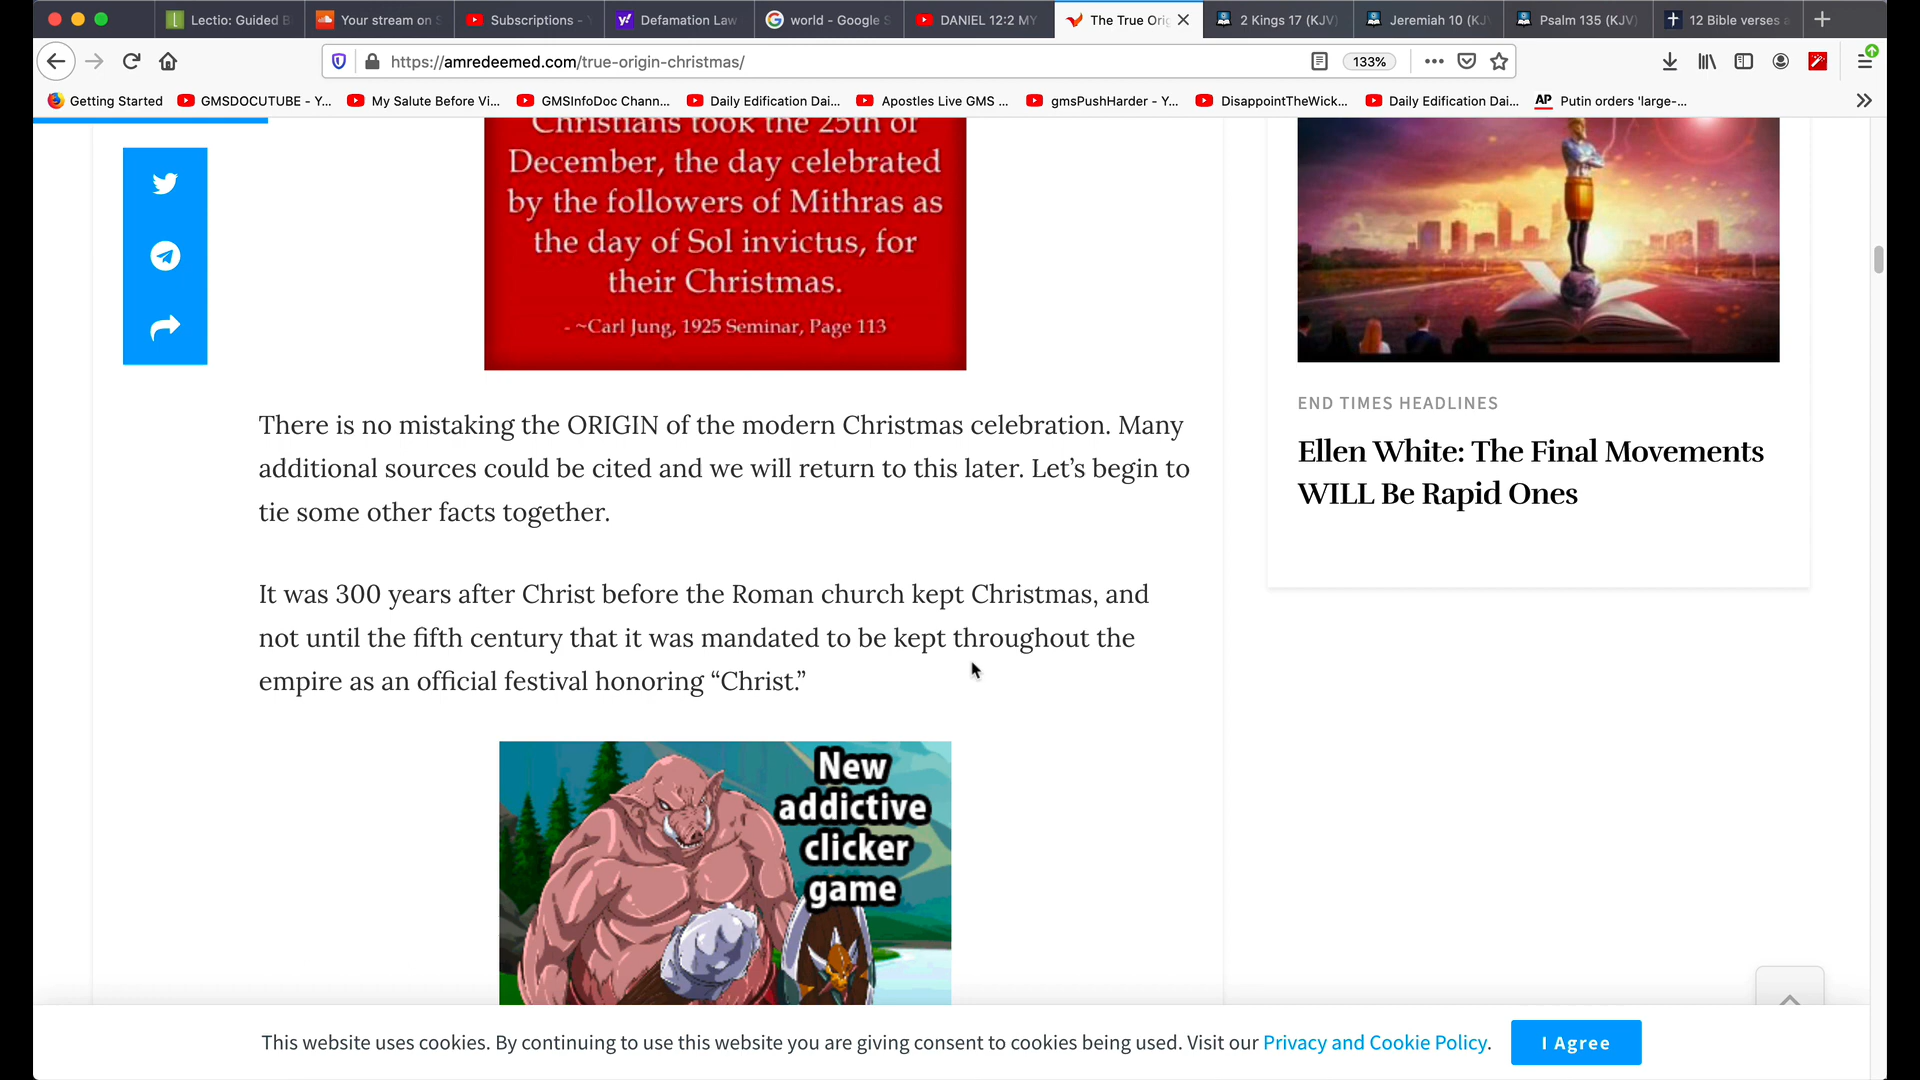 Lectio: Guided B
Your stream on S
Subscriptions -
Defamation Law
world - Google S
DANIEL 12:2 MY
The True Orig
2 Kings 17 (KJV)
Jeremiah 10 (KJV
Psalm 135 (KJV)
12 Bible verses a
https://amredeemed.com/true-origin-christmas/
133%
Getting Started
GMSDOCUTUBE - Y...
My Salute Before Vi...
GMSInfoDoc Chann...
Daily Edification Dai...
Apostles Live GMS ...
gmsPushHarder - Y...
DisappointTheWick...
Daily Edification Dai...
AP Putin orders 'large-...
Christians took the 25th of
December, the day celebrated
by the followers of Mithras as
the day of Sol invictus, for
their Christmas.
- ~Carl Jung, 1925 Seminar, Page 113
There is no mistaking the ORIGIN of the modern Christmas celebration. Many
additional sources could be cited and we will return to this later. Let’s begin to
tie some other facts together.
It was 300 years after Christ before the Roman church kept Christmas, and
not until the fifth century that it was mandated to be kept throughout the
empire as an official festival honoring “Christ.”
New
addictive
clicker
game
END TIMES HEADLINES
Ellen White: The Final Movements
WILL Be Rapid Ones
This website uses cookies. By continuing to use this website you are giving consent to cookies being used. Visit our Privacy and Cookie Policy.
I Agree